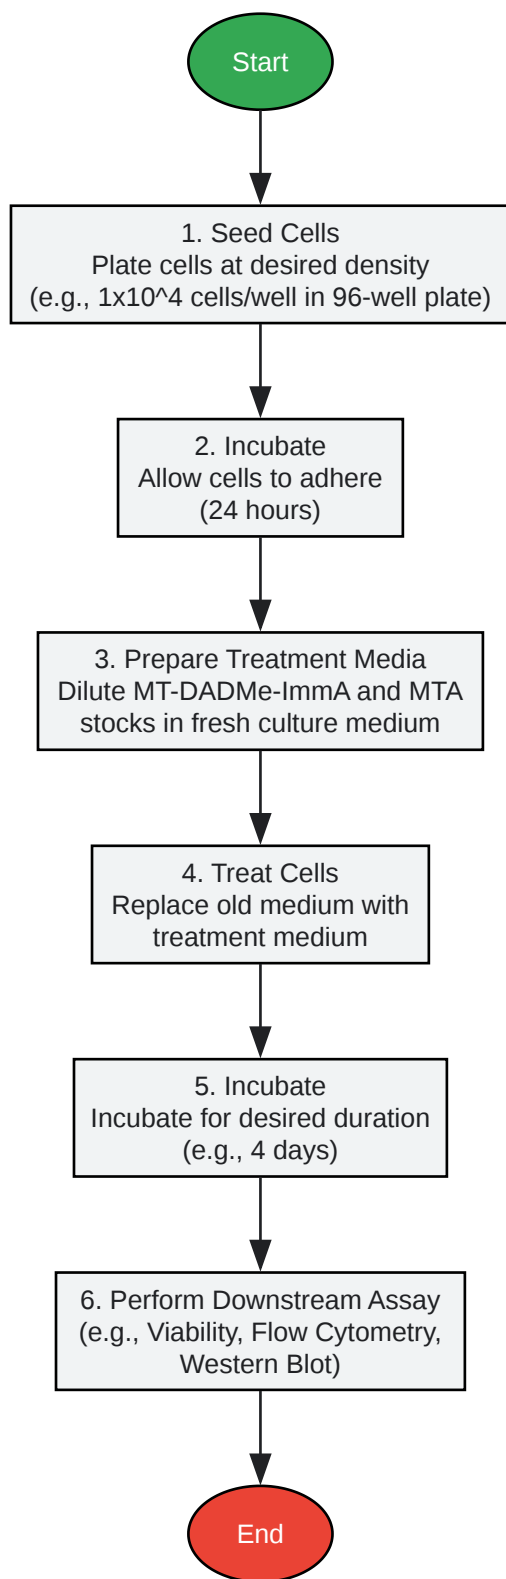 Start
1. Seed Cells
Plate cells at desired density
(e.g., 1x10^4 cells/well in 96-well plate)
2. Incubate
Allow cells to adhere
(24 hours)
3. Prepare Treatment Media
Dilute MT-DADMe-ImmA and MTA
stocks in fresh culture medium
4. Treat Cells
Replace old medium with
treatment medium
5. Incubate
Incubate for desired duration
(e.g., 4 days)
6. Perform Downstream Assay
(e.g., Viability, Flow Cytometry,
Western Blot)
End